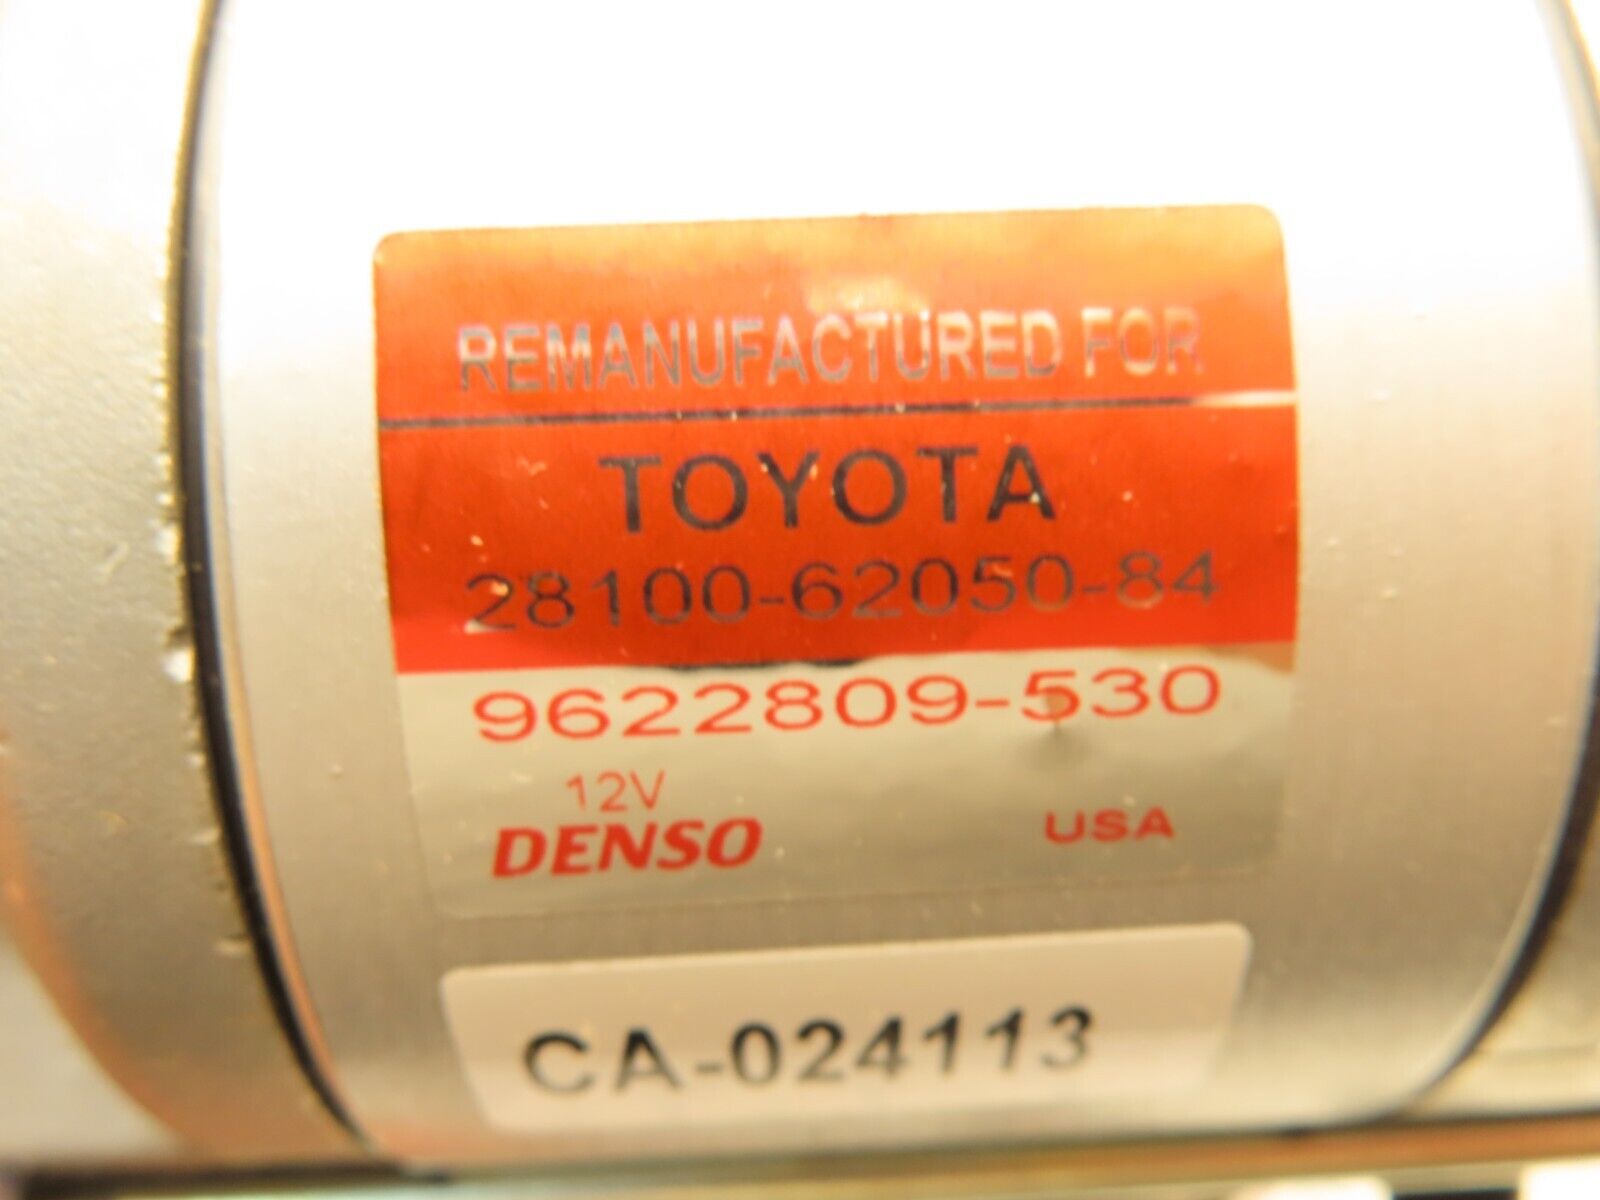 REMANUFACTURED FOR
TOYOTA
28100-62050-84
9622809-530
12V
DENSO USA
CA-024113